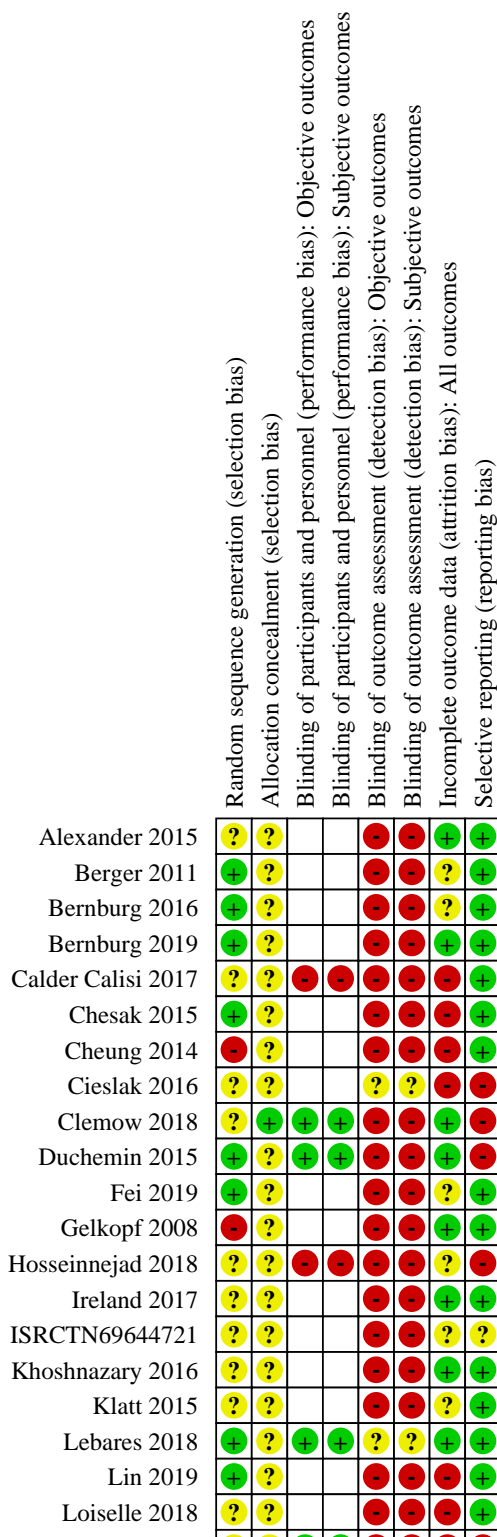 Random sequence generation (selection bias)
Allocation concealment (selection bias)
Blinding of participants and personnel (performance bias): Objective outcomes
Blinding of participants and personnel (performance bias): Subjective outcomes
Blinding of outcome assessment (detection bias): Objective outcomes
Blinding of outcome assessment (detection bias): Subjective outcomes
Incomplete outcome data (attrition bias): All outcomes
Selective reporting (reporting bias)
Alexander 2015 ? ? - - + +
Berger 2011 + ? - - ? +
Bernburg 2016 + ? - - ? +
Bernburg 2019 + ? - - + +
Calder Calisi 2017 ? ? - - - - - +
Chesak 2015 + ? - - - +
Cheung 2014 - ? - - - +
Cieslak 2016 ? ? ? ? - -
Clemow 2018 ? + + + - - + -
Duchemin 2015 + ? + + - - + -
Fei 2019 + ? - - ? +
Gelkopf 2008 - ? - - + +
Hosseinnejad 2018 ? ? - - - - ? -
Ireland 2017 ? ? - - + +
ISRCTN69644721 ? ? - - ? ?
Khoshnazary 2016 ? ? - - + +
Klatt 2015 ? ? - - ? +
Lebares 2018 + ? + + ? ? + +
Lin 2019 + ? - - - +
Loiselle 2018 ? ? - - - +